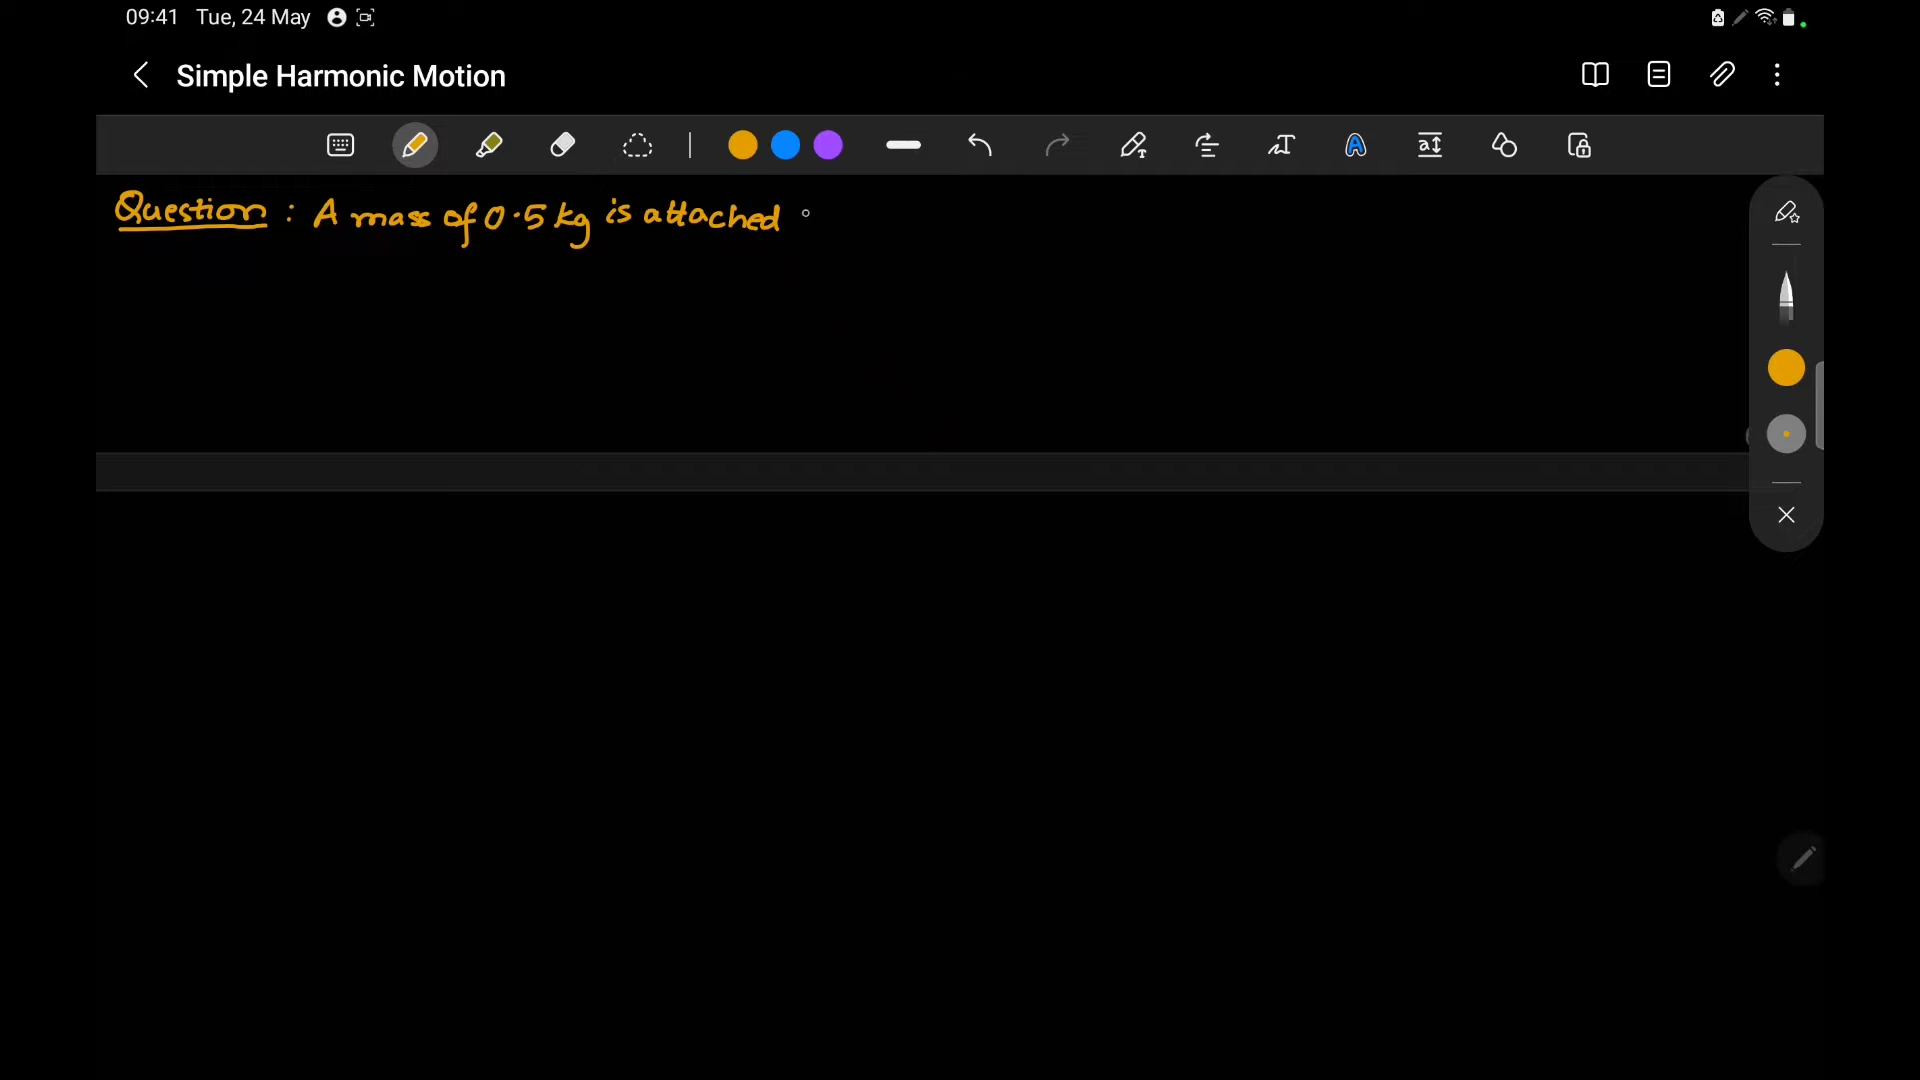 09:41 Tue, 24 May
Simple Harmonic Motion
Question : A mass of 0.5 kg is attached